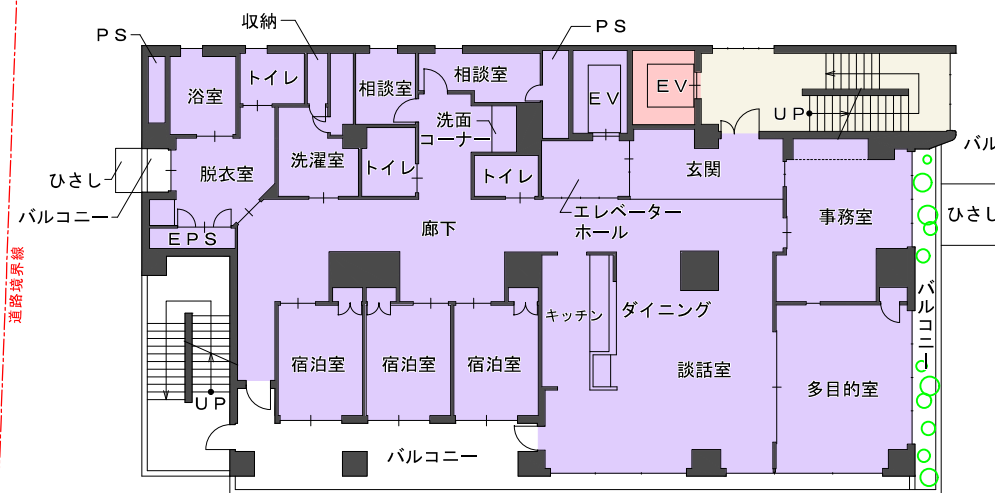 収納
ＰＳ
ＰＳ
浴室
トイレ
相談室
相談室
ＥＶ
ＥＶ
ＵＰ
洗面
コーナー
洗濯室
トイレ
トイレ
玄関
バル
ひさし
脱衣室
バルコニー
エレベーター
ホール
事務室
ひさし
ＥＰＳ
廊下
道路境界線
キッチン
ダイニング
バルコニー
宿泊室
宿泊室
宿泊室
談話室
多目的室
ＵＰ
バルコニー